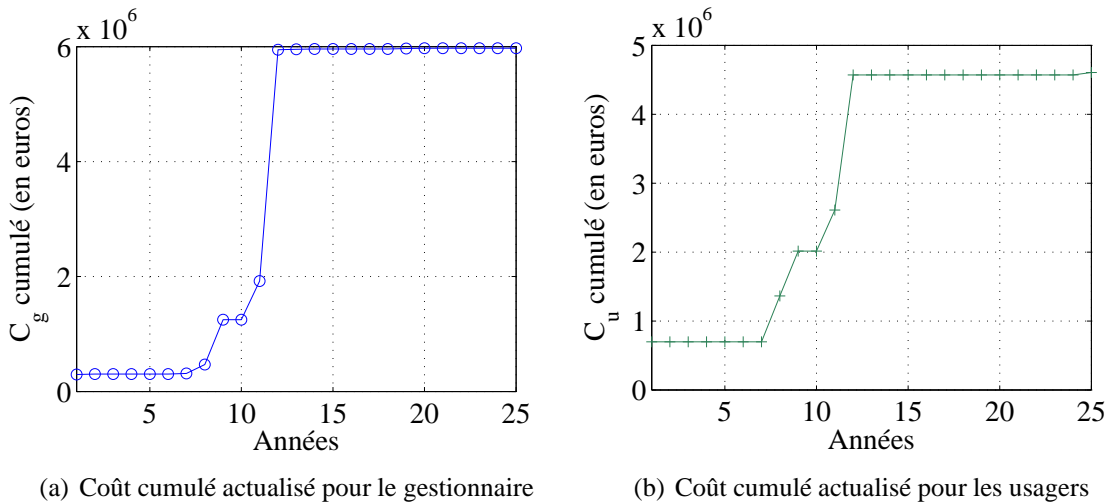 x 10^6
6
4
2
0
C_g cumulé (en euros)
5 10 15 20 25
Années
(a) Coût cumulé actualisé pour le gestionnaire
x 10^6
5
4
3
2
1
0
C_u cumulé (en euros)
5 10 15 20 25
Années
(b) Coût cumulé actualisé pour les usagers